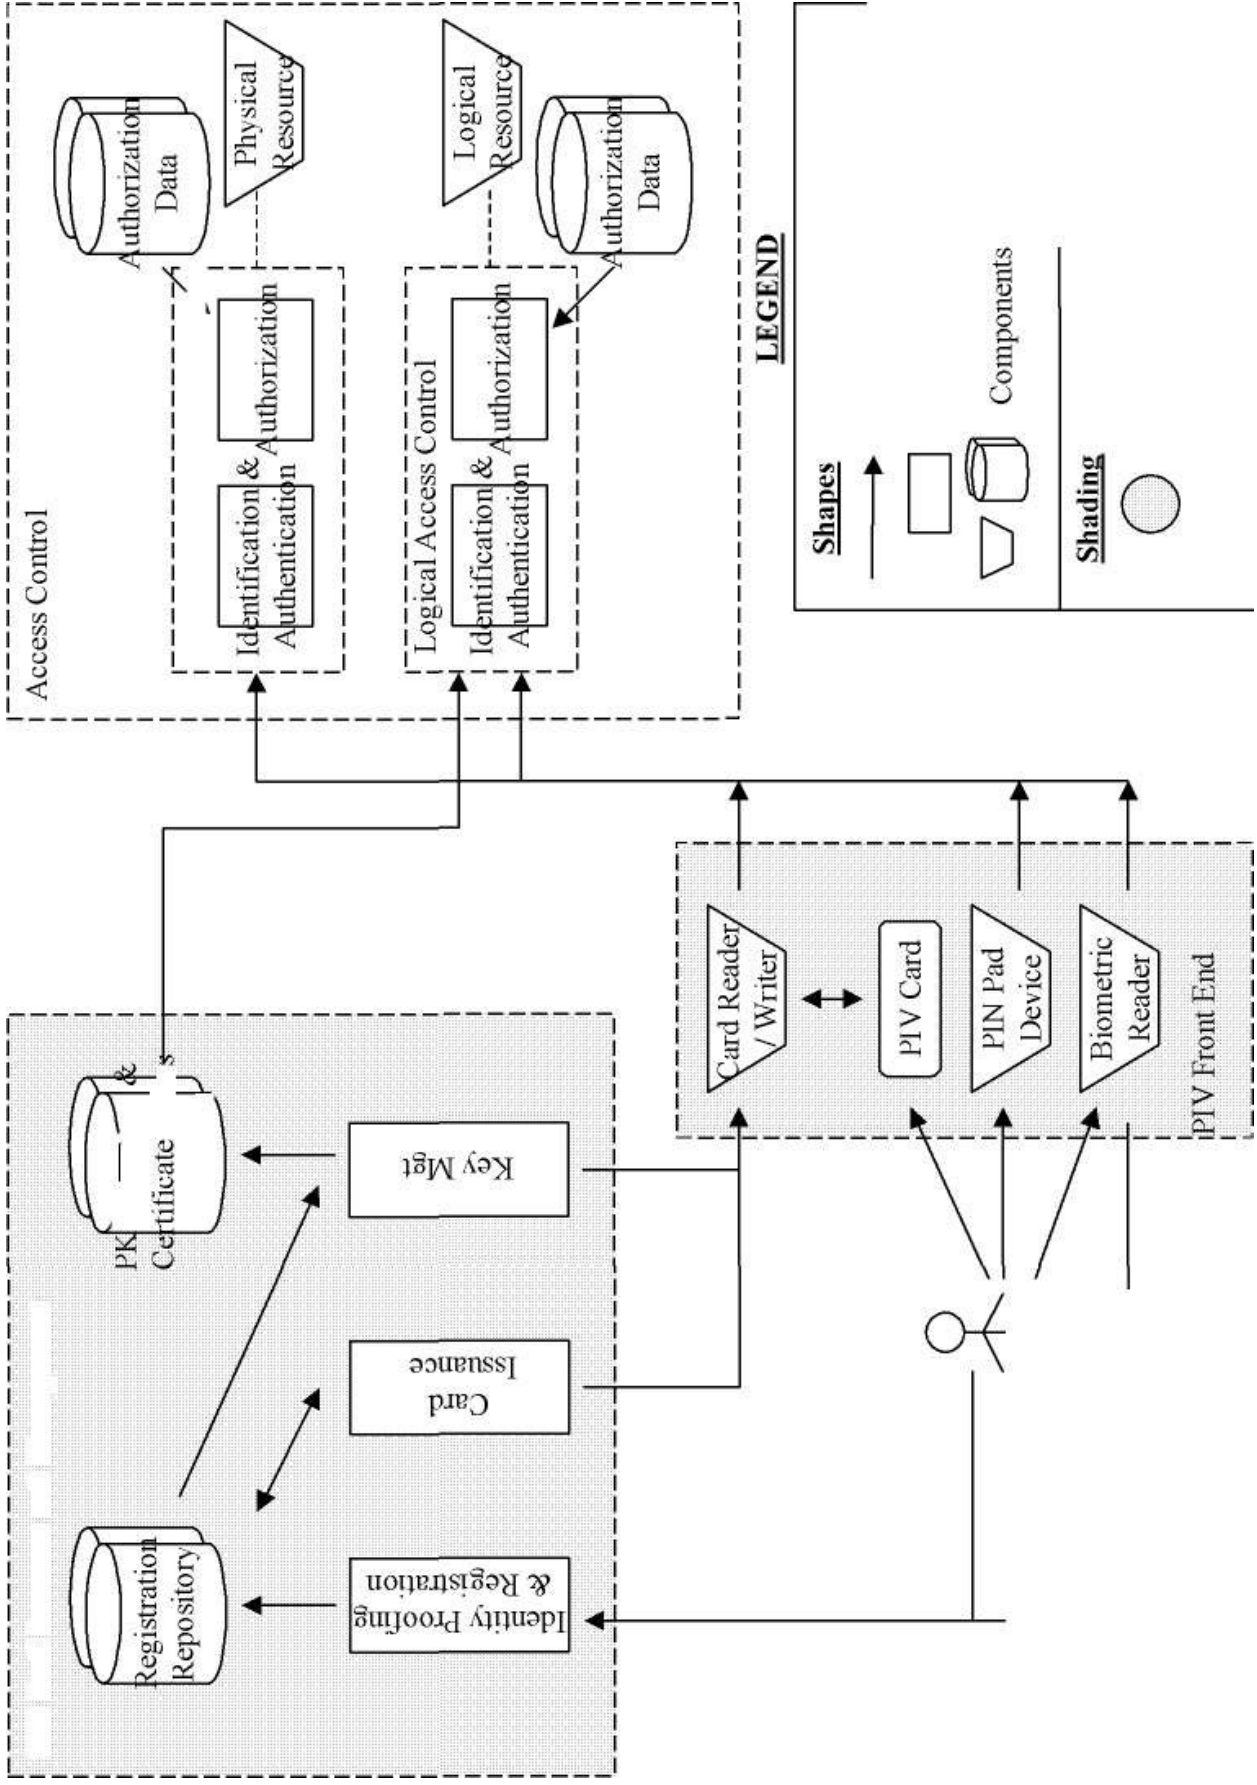 Access Control
Authorization
Data
Physical
Resource
Identification &
Authentication
Authorization
Logical Access Control
Identification &
Authentication
Authorization
Logical
Resource
Authorization
Data
PK
&
Certificate
s
Registration
Repository
Key Mgt
Card
Issuance
Identity Proofing
& Registration
Card Reader
/ Writer
PIV Card
PIN Pad
Device
Biometric
Reader
PIV Front End
LEGEND
Shapes
Components
Shading